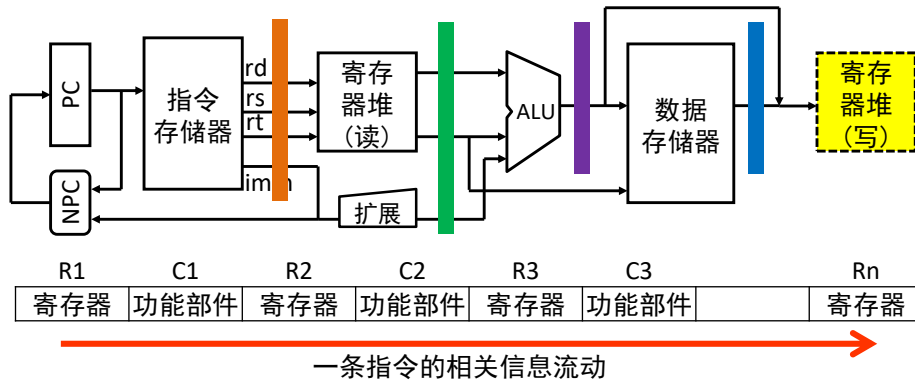 PC
NPC
指令
存储器
rd
rs
rt
imm
寄存
器堆
（读）
扩展
ALU
数据
存储器
寄存
器堆
（写）
R1 C1 R2 C2 R3 C3 Rn
寄存器 功能部件 寄存器 功能部件 寄存器 功能部件 寄存器
一条指令的相关信息流动